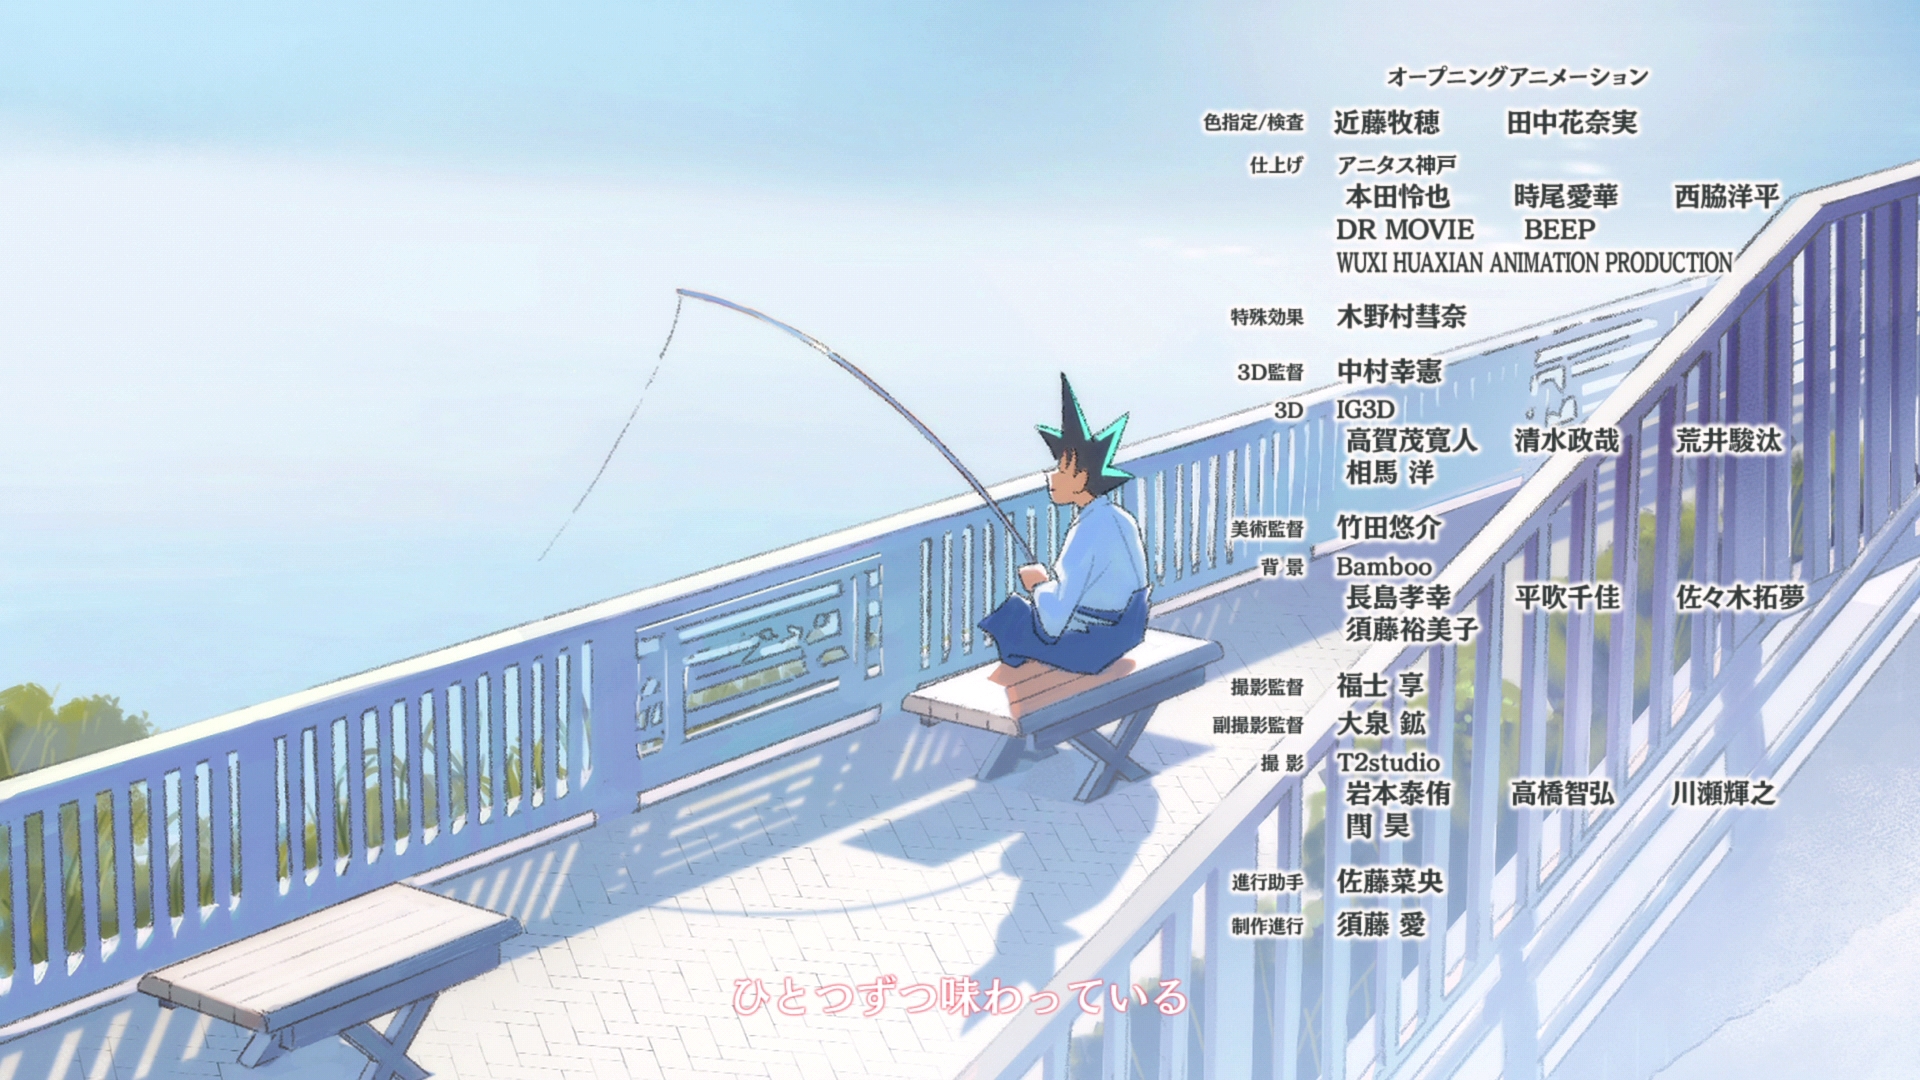 オープニングアニメーション
色指定/検査 近藤牧穂 田中花奈実
仕上げ アニタス神戸
本田怜也 時尾愛華 西脇洋平
DR MOVIE BEEP
WUXI HUAXIAN ANIMATION PRODUCTION
特殊効果 木野村彗奈
3D監督 中村幸憲
3D IG3D
高賀茂寛人 清水政哉 荒井駿汰
相馬 洋
美術監督 竹田悠介
背 景 Bamboo
長島孝幸 平吹千佳 佐々木拓夢
須藤裕美子
撮影監督 福士 享
副撮影監督 大泉 鉱
撮 影 T2studio
岩本泰侑 高橋智弘 川瀬輝之
閆 昊
進行助手 佐藤菜央
制作進行 須藤 愛
ひとつずつ味わっている